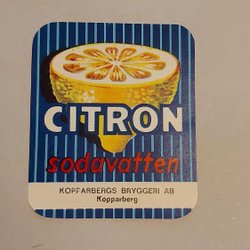 CITRON
sodavatten
KOPPARBERGS BRYGGERI AB
Kopparberg